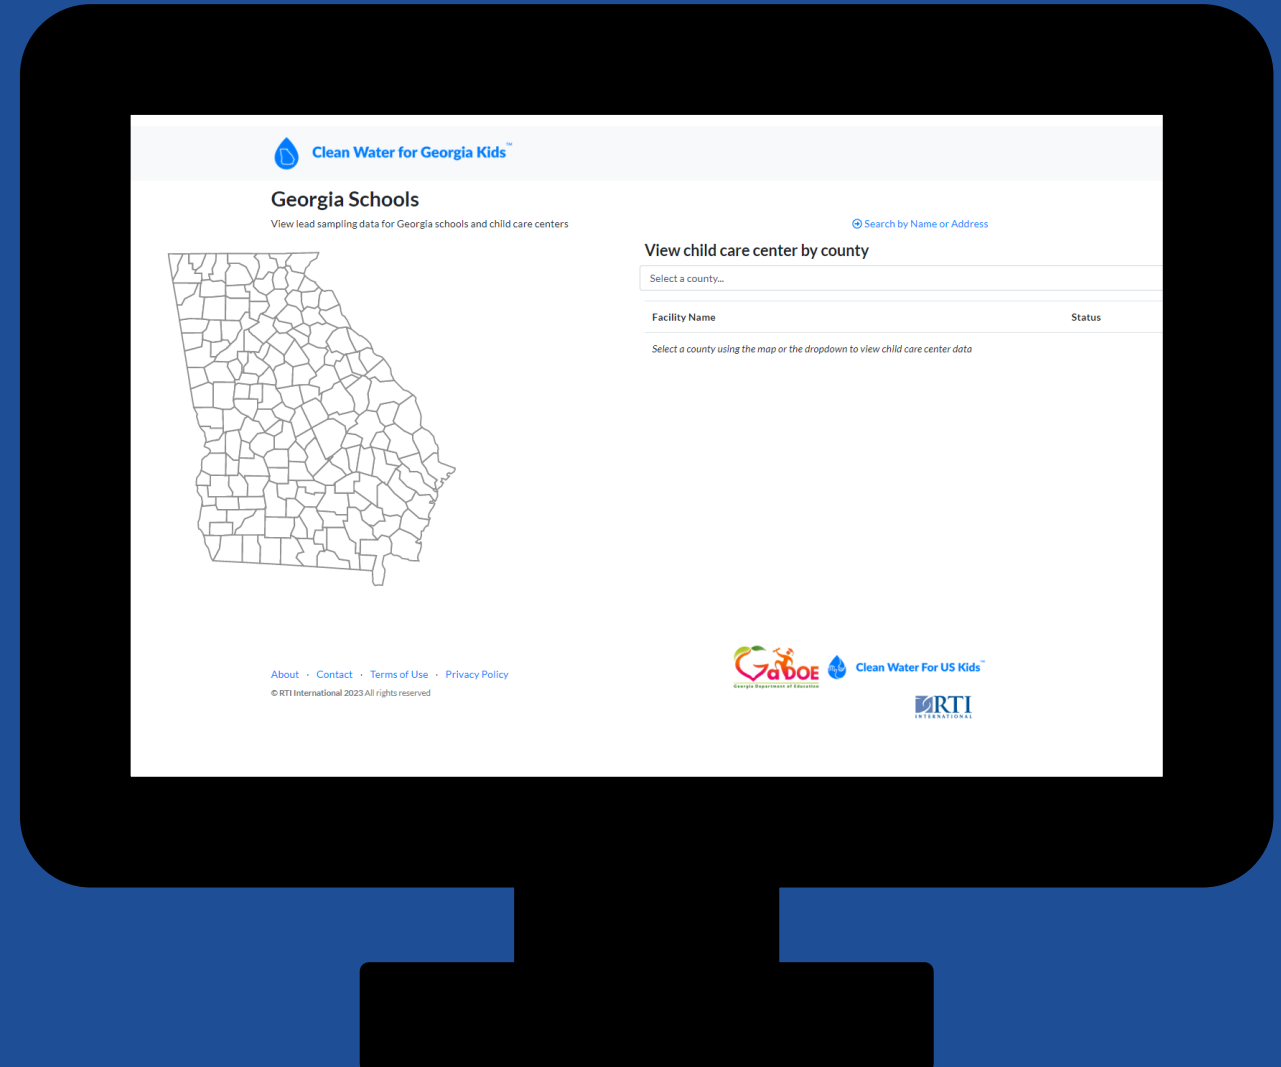 Clean Water for Georgia Kids™
Georgia Schools
View lead sampling data for Georgia schools and child care centers
Search by Name or Address
View child care center by county
Select a county...
Facility Name Status
Select a county using the map or the dropdown to view child care center data
About · Contact · Terms of Use · Privacy Policy
© RTI International 2023 All rights reserved
GaDOE
Georgia Department of Education
Clean Water For US Kids™
RTI
INTERNATIONAL